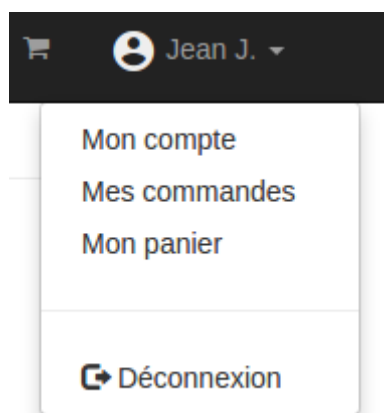 Jean J.
Mon compte
Mes commandes
Mon panier
Déconnexion